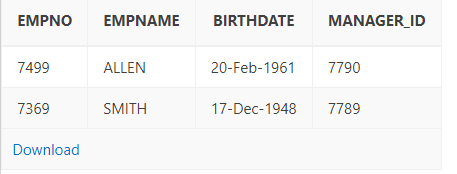 EMPNO EMPNAME BIRTHDATE MANAGER_ID
7499 ALLEN 20-Feb-1961 7790
7369 SMITH 17-Dec-1948 7789
Download